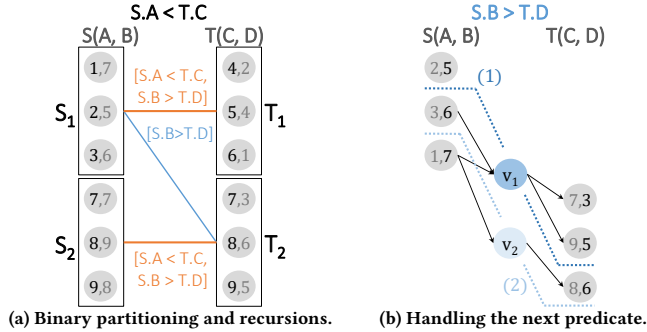 S.A < T.C
S(A, B) T(C, D)
1,7 4,2
[S.A < T.C,
S.B > T.D]
S1 2,5 5,4 T1
[S.B>T.D]
3,6 6,1
7,7 7,3
S2 8,9 8,6 T2
[S.A < T.C,
S.B > T.D]
9,8 9,5
(a) Binary partitioning and recursions.
S.B > T.D
S(A, B) T(C, D)
2,5
(1)
3,6
1,7
v1
7,3
9,5
v2
(2)
8,6
(b) Handling the next predicate.